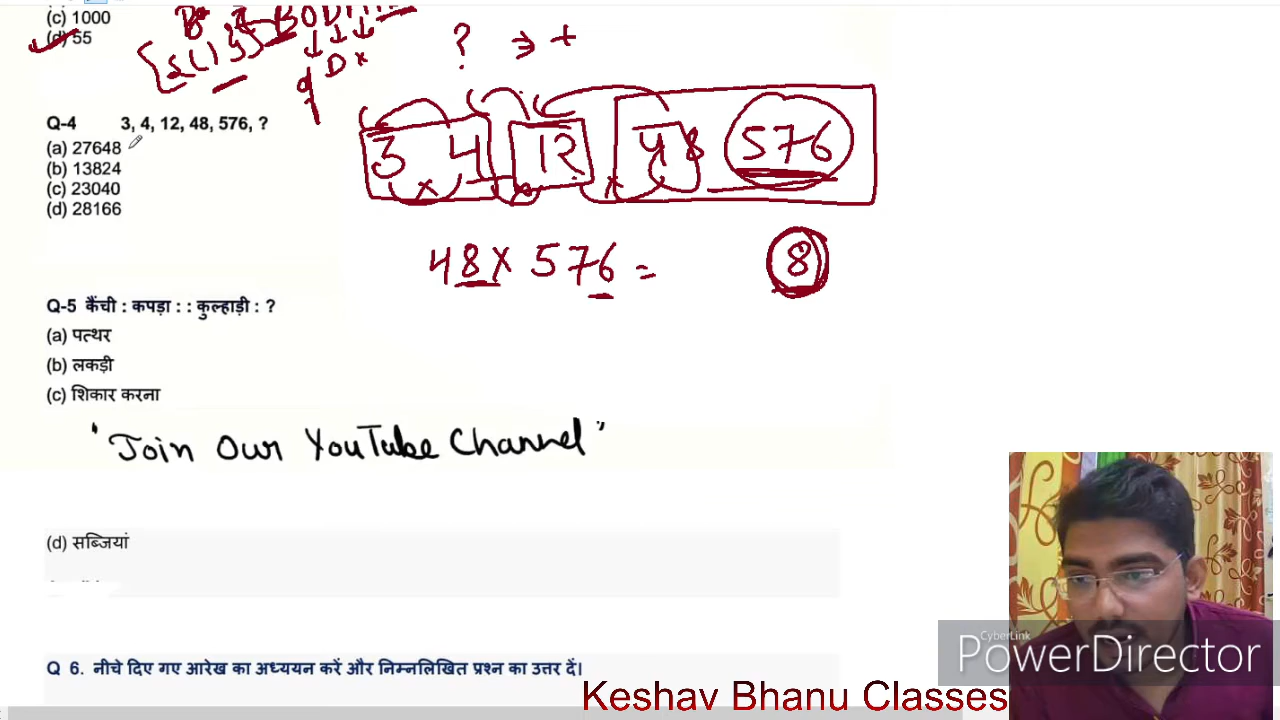 (c) 1000
(d) 55
? ⇒ +
Q-4 3, 4, 12, 48, 576, ?
(a) 27648
(b) 13824
(c) 23040
(d) 28166
3 4 12 48 576
× × ×
48 × 576 = 8
Q-5 कैंची : कपड़ा : : कुल्हाड़ी : ?
(a) पत्थर
(b) लकड़ी
(c) शिकार करना
"Join Our YouTube Channel"
(d) सब्जियां
Q 6. नीचे दिए गए आरेख का अध्ययन करें और निम्नलिखित प्रश्न का उत्तर दें।
CyberLink
PowerDirector
Keshav Bhanu Classes